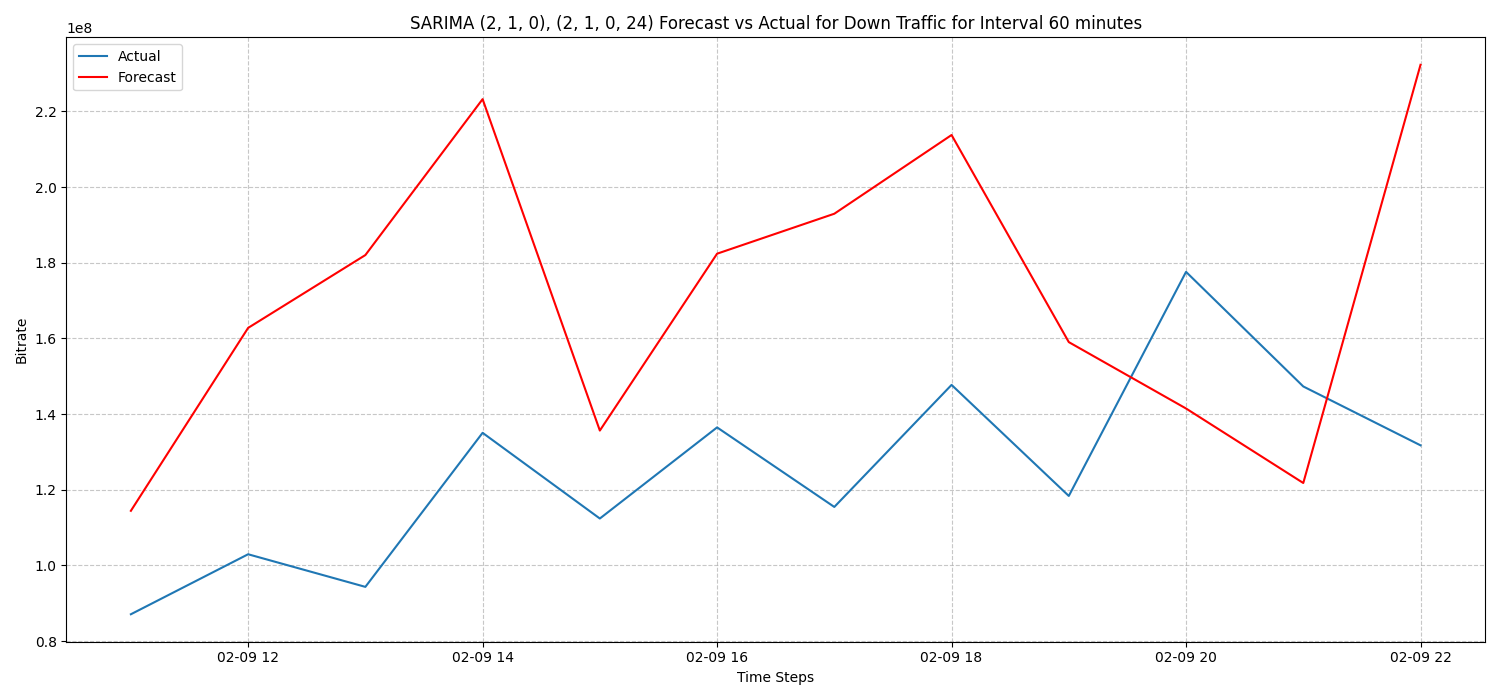 SARIMA (2, 1, 0), (2, 1, 0, 24) Forecast vs Actual for Down Traffic for Interval 60 minutes
1e8
Actual
Forecast
2.2
2.0
1.8
1.6
1.4
1.2
1.0
0.8
Bitrate
02-09 12
02-09 14
02-09 16
02-09 18
02-09 20
02-09 22
Time Steps